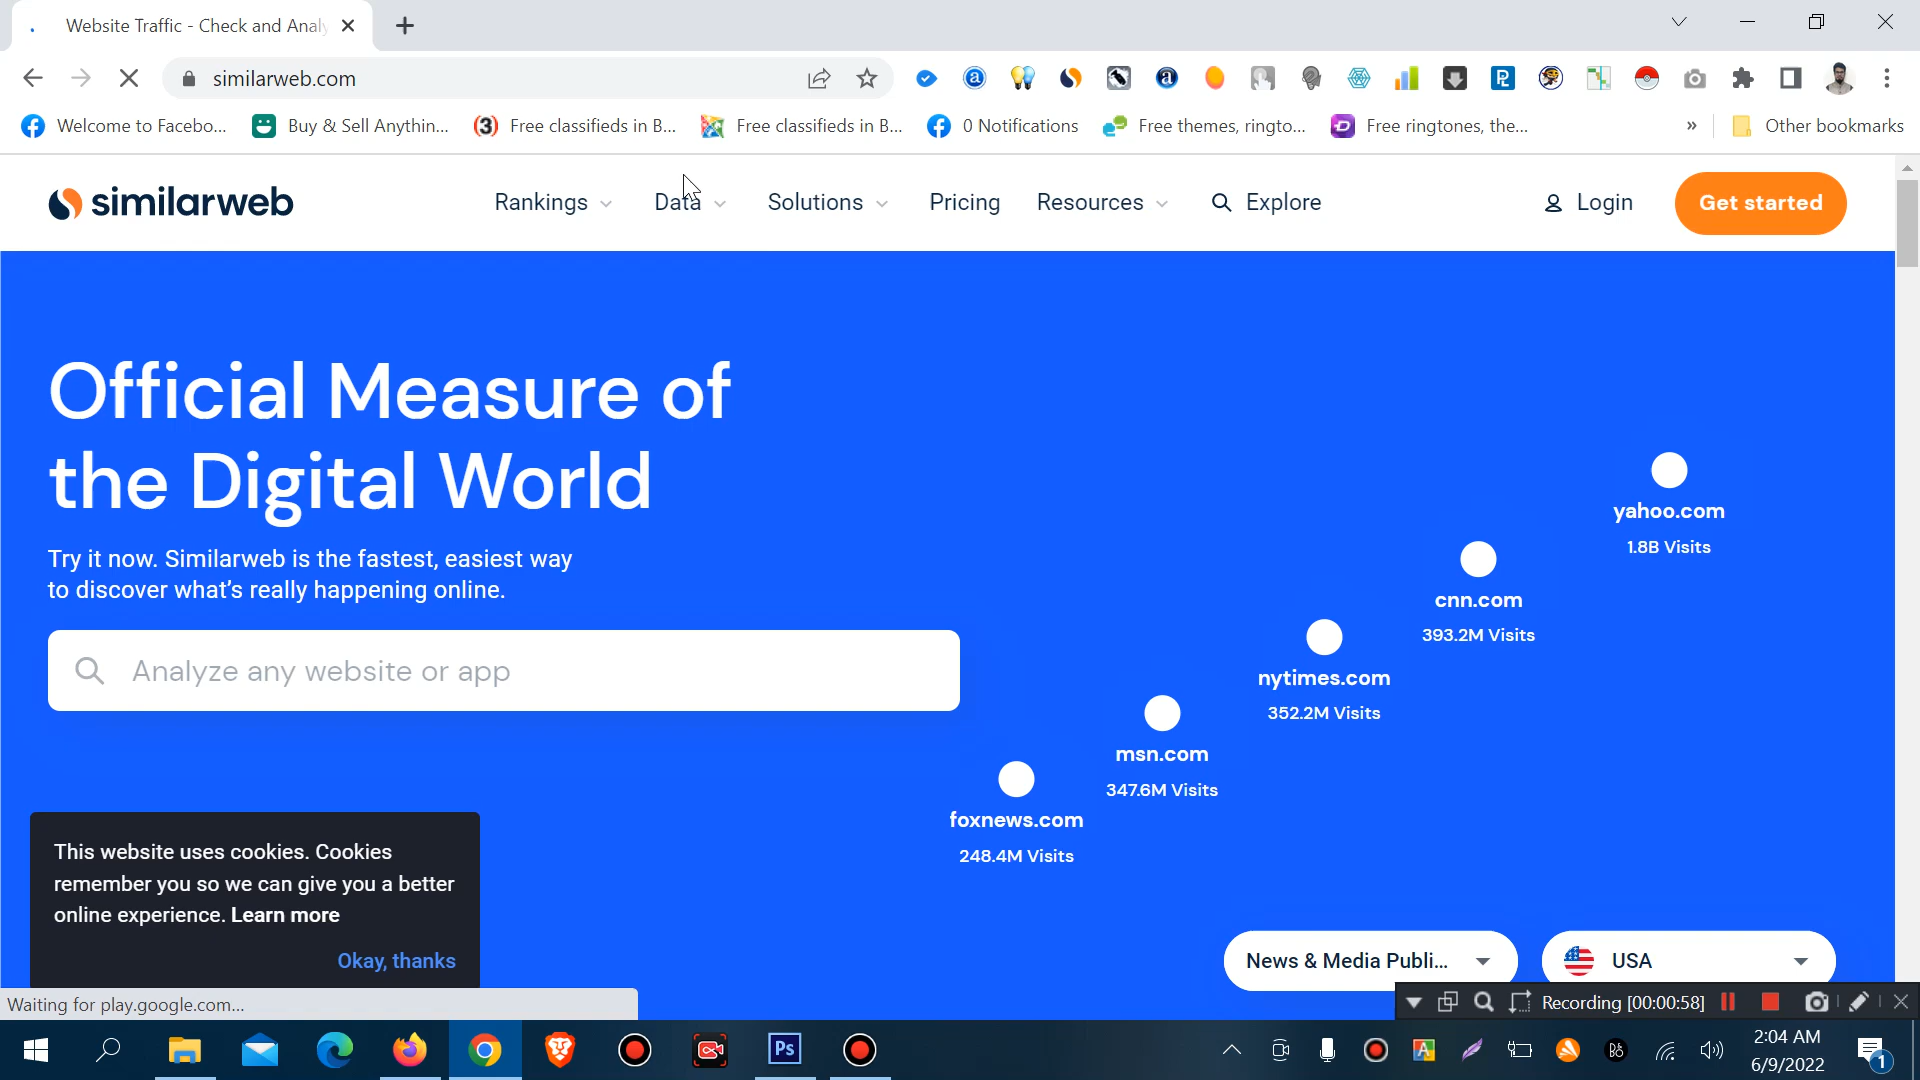 Website Traffic - Check and Analy
similarweb.com
Welcome to Facebo...
Buy & Sell Anythin...
Free classifieds in B...
Free classifieds in B...
0 Notifications
Free themes, ringto...
Free ringtones, the...
»
Other bookmarks
similarweb
Rankings
Data
Solutions
Pricing
Resources
Explore
Login
Get started
Official Measure of
the Digital World
Try it now. Similarweb is the fastest, easiest way
to discover what's really happening online.
Analyze any website or app
yahoo.com
1.8B Visits
cnn.com
393.2M Visits
nytimes.com
352.2M Visits
msn.com
347.6M Visits
foxnews.com
248.4M Visits
This website uses cookies. Cookies
remember you so we can give you a better
online experience. Learn more
Okay, thanks
News & Media Publi...
USA
Waiting for play.google.com...
Recording [00:00:58]
Ps
2:04 AM
6/9/2022
1